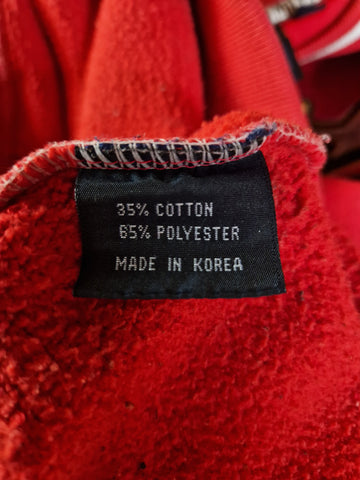 35% COTTON
65% POLYESTER
MADE IN KOREA